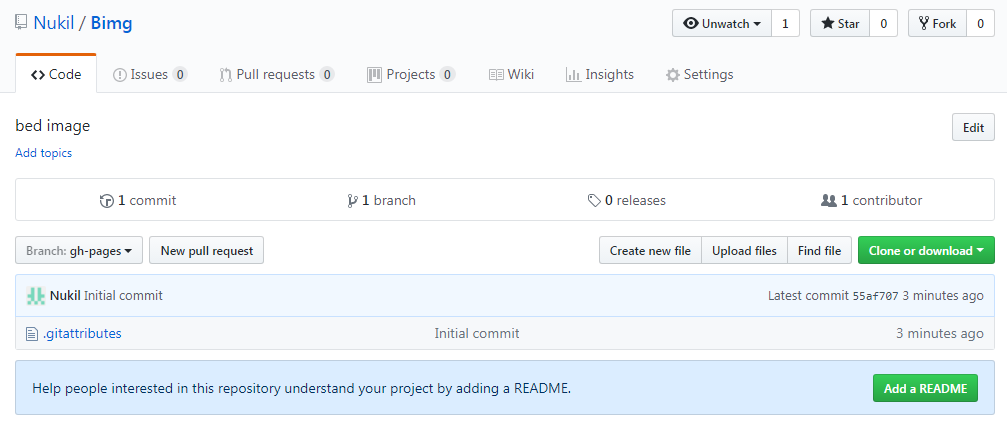 Nukil / Bimg
Unwatch 1 Star 0 Fork 0
Code Issues 0 Pull requests 0 Projects 0 Wiki Insights Settings
bed image
Edit
Add topics
1 commit 1 branch 0 releases 1 contributor
Branch: gh-pages New pull request Create new file Upload files Find file Clone or download
Nukil Initial commit Latest commit 55af707 3 minutes ago
.gitattributes Initial commit 3 minutes ago
Help people interested in this repository understand your project by adding a README. Add a README